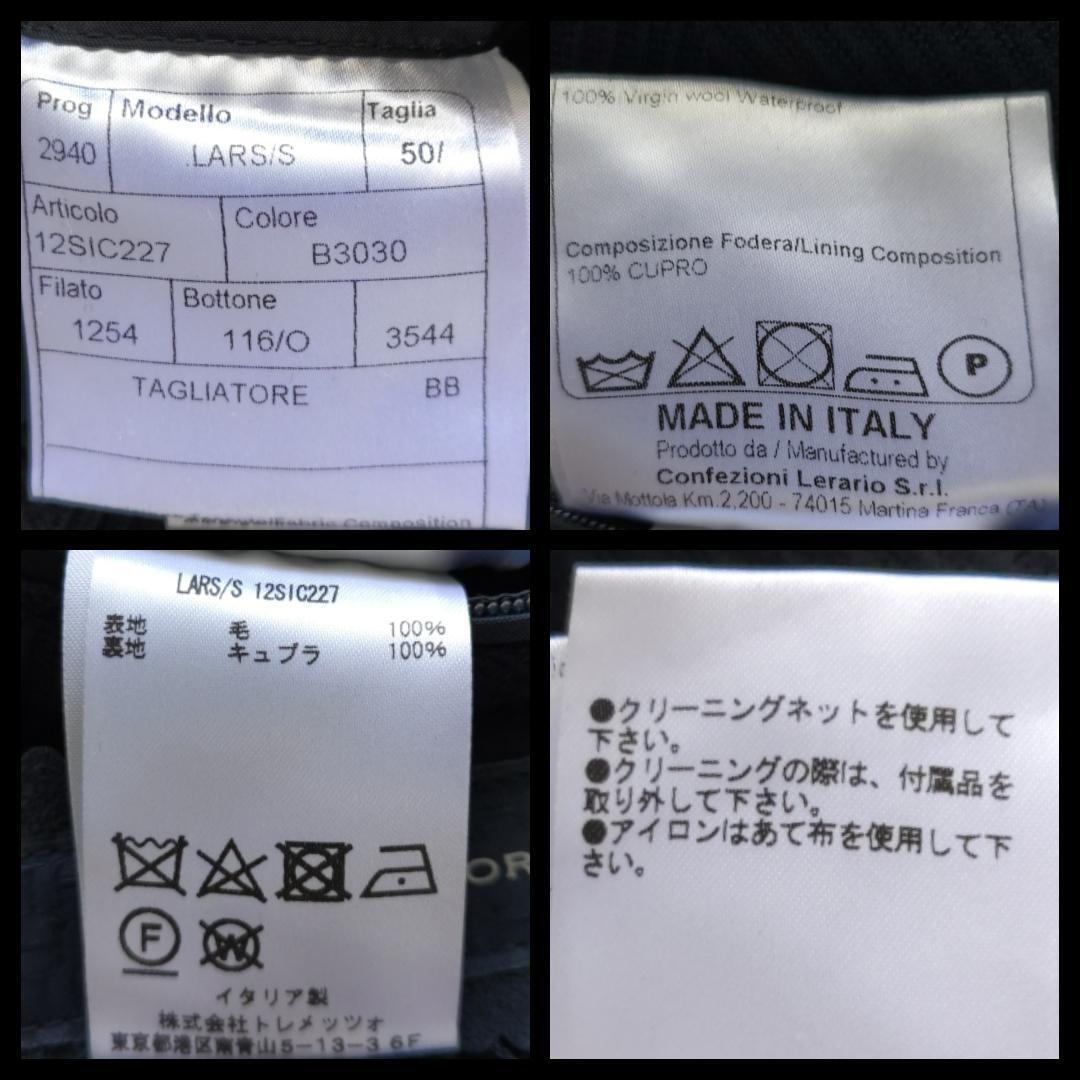 Prog Modello Taglia
2940 .LARS/S 50/
Articolo Colore
12SIC227 B3030
Filato Bottone
1254 116/O 3544
TAGLIATORE BB
Composition
100% Virgin wool Waterproof
Composizione Fodera/Lining Composition
100% CUPRO
P
MADE IN ITALY
Prodotto da / Manufactured by
Confezioni Lerario S.r.l.
Via Mottola Km.2,200 - 74015 Martina Franca (TA)
LARS/S 12SIC227
表地 毛 100%
裏地 キュプラ 100%
F W
イタリア製
株式会社トレメッツォ
東京都港区南青山5-13-3 6F
OR
●クリーニングネットを使用して
下さい。
●クリーニングの際は、付属品を
取り外して下さい。
●アイロンはあて布を使用して下
さい。